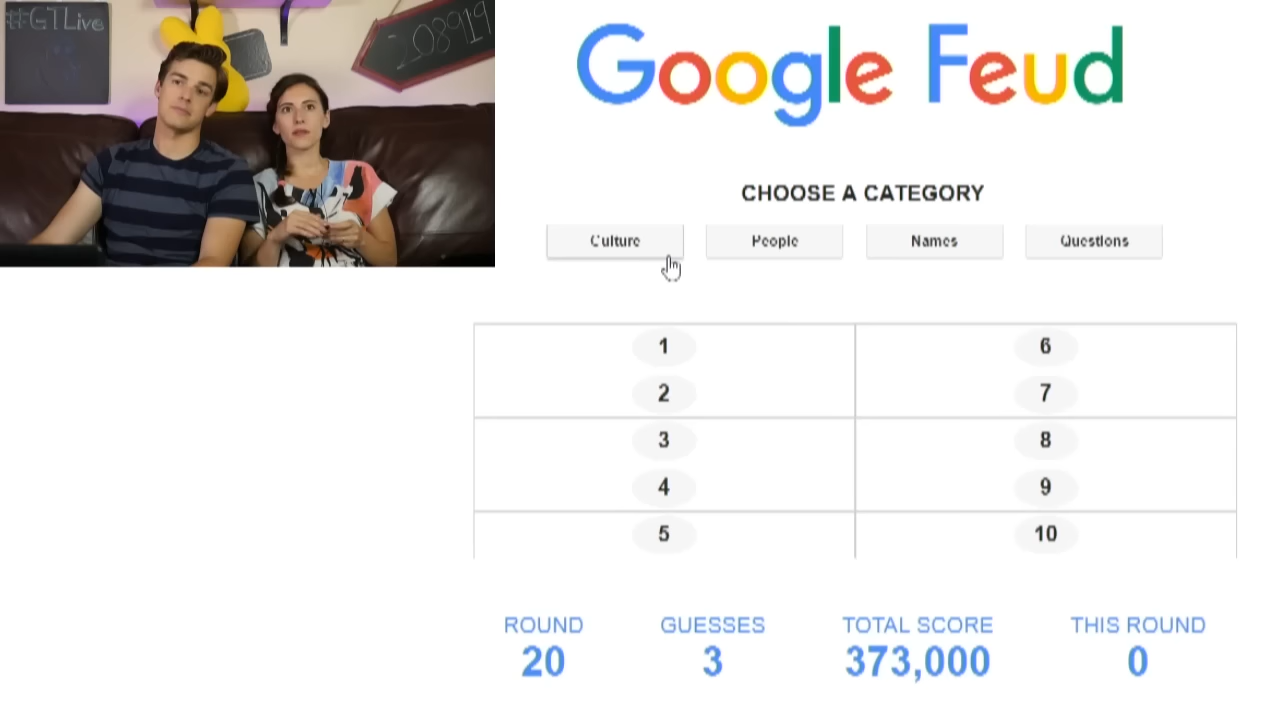 #GTLive
208919
Google Feud
CHOOSE A CATEGORY
Culture People Names Questions
1 6
2 7
3 8
4 9
5 10
ROUND GUESSES TOTAL SCORE THIS ROUND
20 3 373,000 0